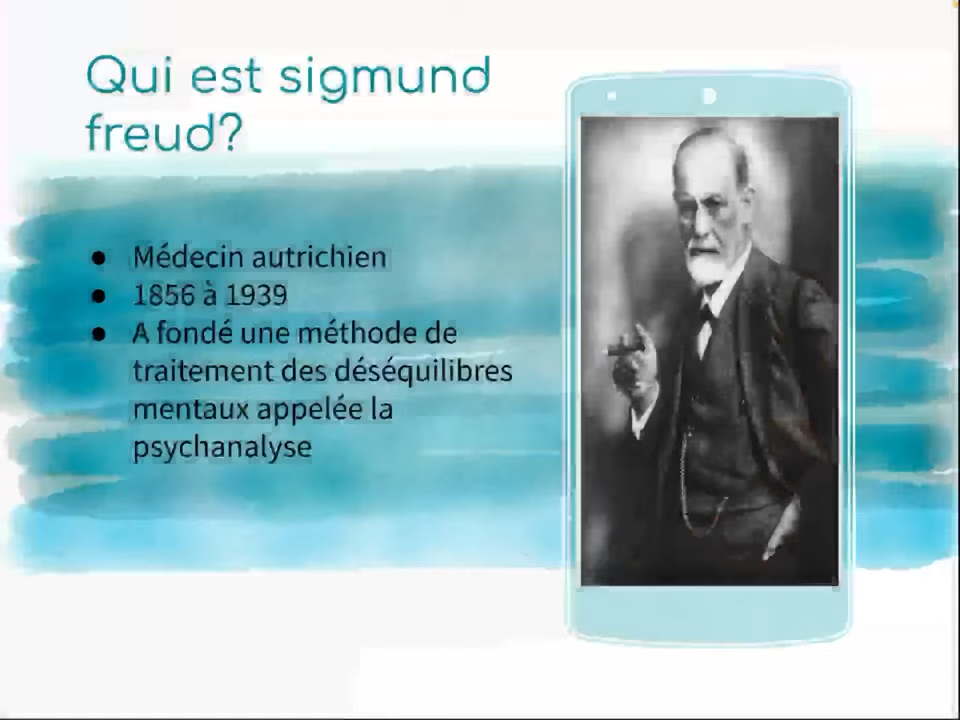 Qui est sigmund
freud?
● Médecin autrichien
● 1856 à 1939
● A fondé une méthode de
traitement des déséquilibres
mentaux appelée la
psychanalyse